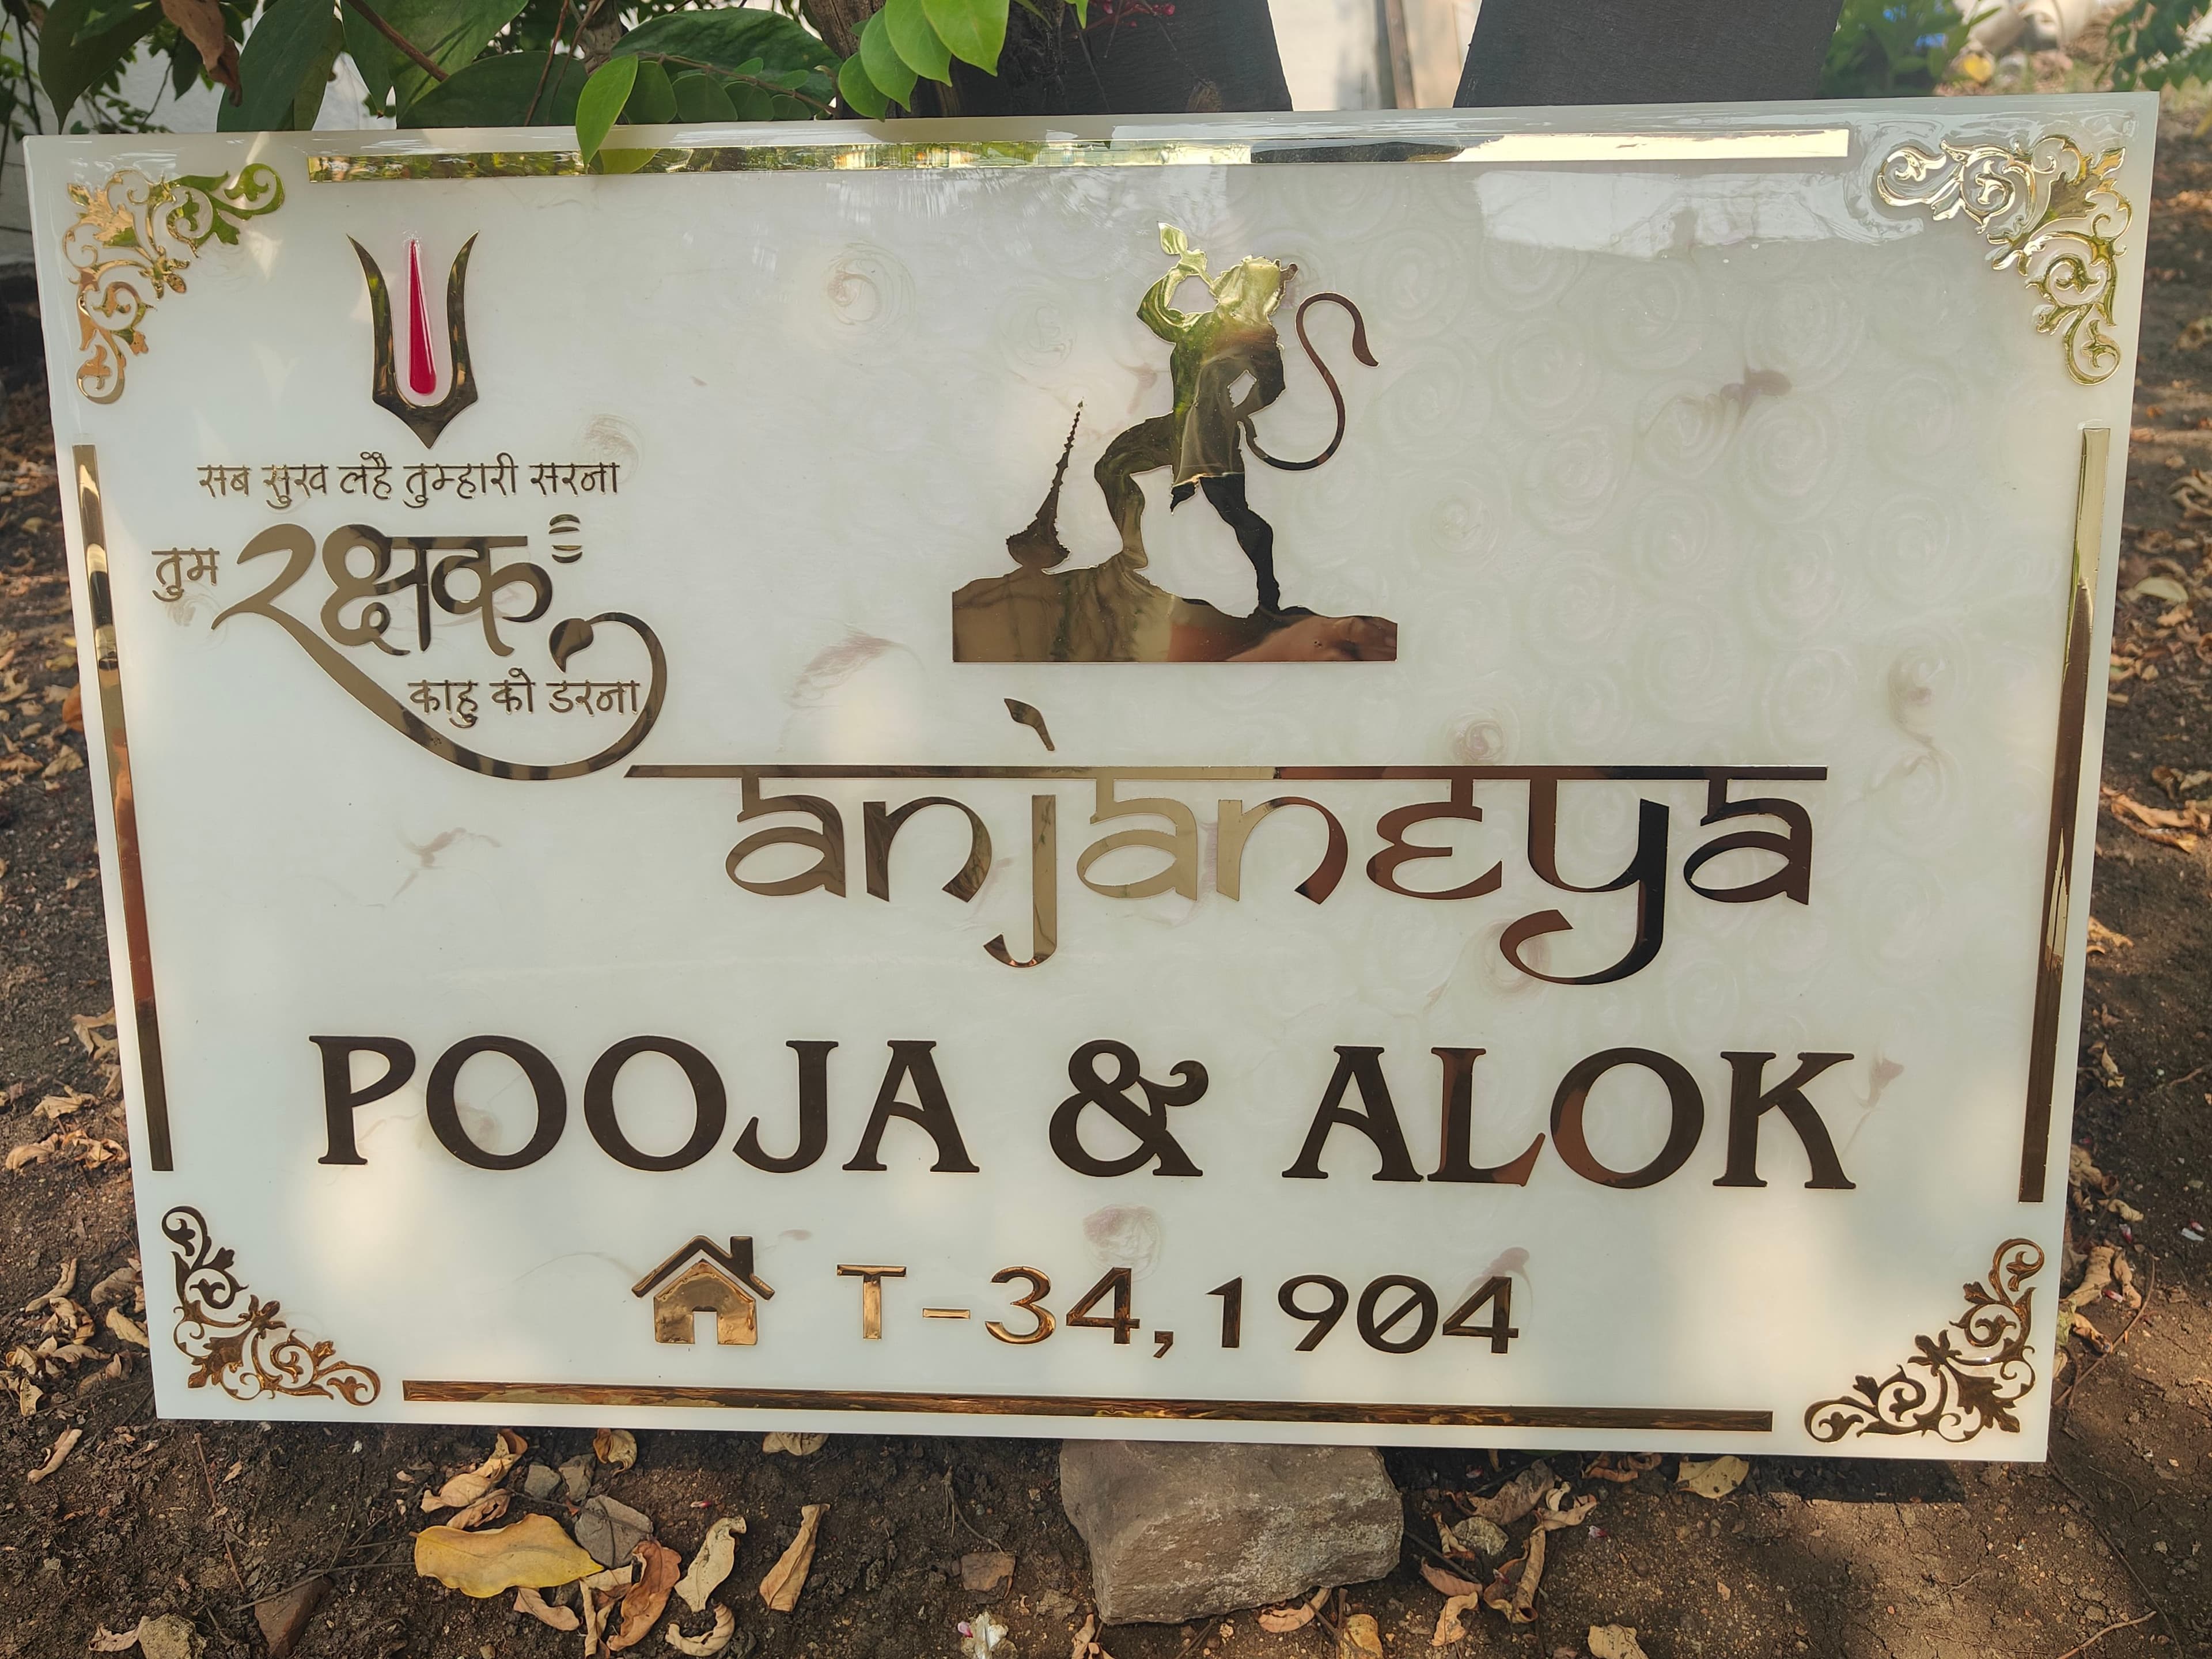 सब सुख लहै तुम्हारी सरना
तुम रक्षक
काहु को डरना
anjaneya
POOJA & ALOK
T-34,1904